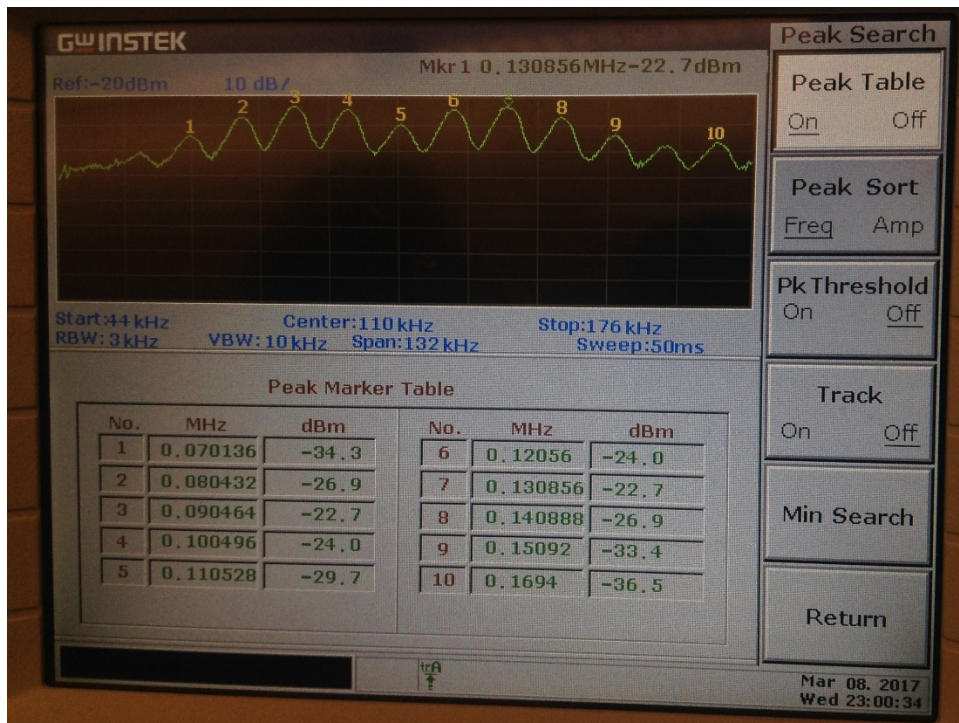 GWINSTEK
Mkr1 0.130856MHz-22.7dBm
Ref:-20dBm 10 dB/
1 2 3 4 5 6 8 9 10
Start:44 kHz Center:110 kHz Stop:176 kHz
RBW: 3 kHz VBW: 10 kHz Span:132 kHz Sweep:50ms
Peak Marker Table
No. MHz dBm No. MHz dBm
1 0.070136 -34.3 6 0.12056 -24.0
2 0.080432 -26.9 7 0.130856 -22.7
3 0.090464 -22.7 8 0.140888 -26.9
4 0.100496 -24.0 9 0.15092 -33.4
5 0.110528 -29.7 10 0.1694 -36.5
trA
Peak Search
Peak Table
On Off
Peak Sort
Freq Amp
Pk Threshold
On Off
Track
On Off
Min Search
Return
Mar 08. 2017
Wed 23:00:34